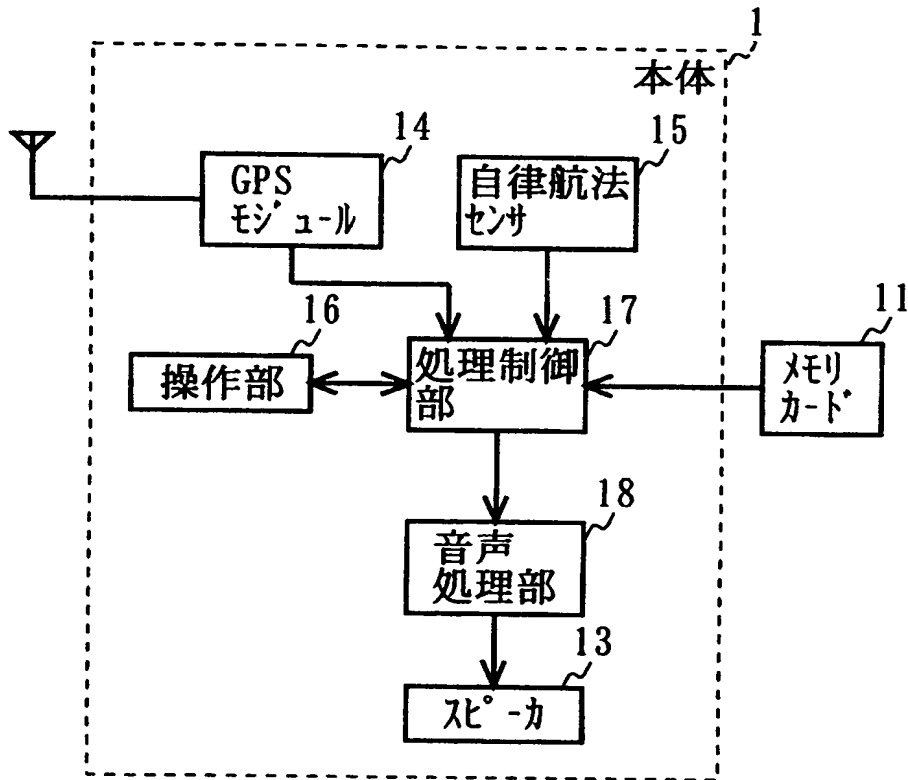 1
本体
14
15
GPS
モジュール
自律航法
センサ
16
17
11
操作部
処理制御
部
メモリ
カード
18
音声
処理部
13
スピーカ